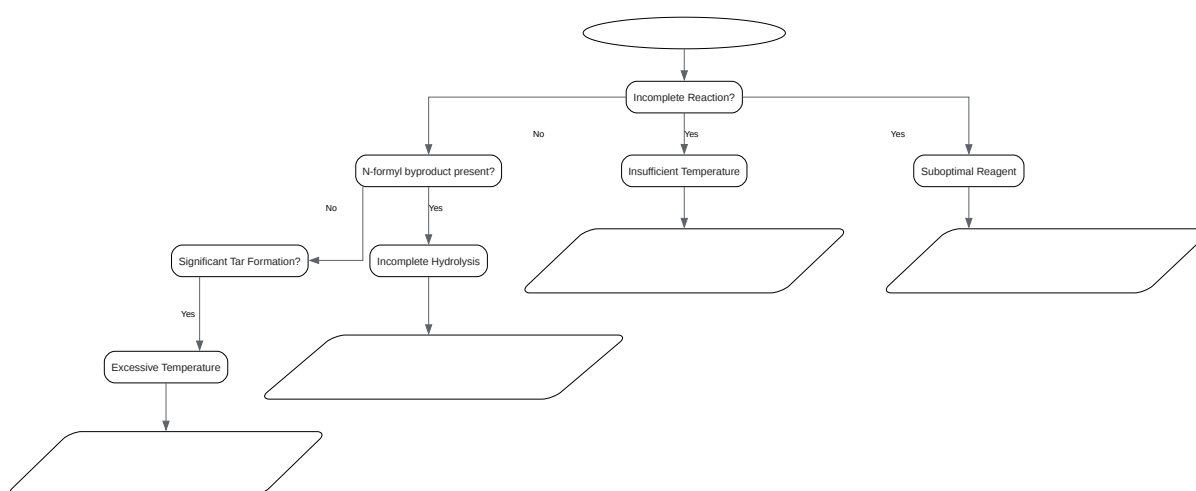 Incomplete Reaction?
No
Yes
Yes
N-formyl byproduct present?
Insufficient Temperature
Suboptimal Reagent
No
Yes
Significant Tar Formation?
Incomplete Hydrolysis
Yes
Excessive Temperature